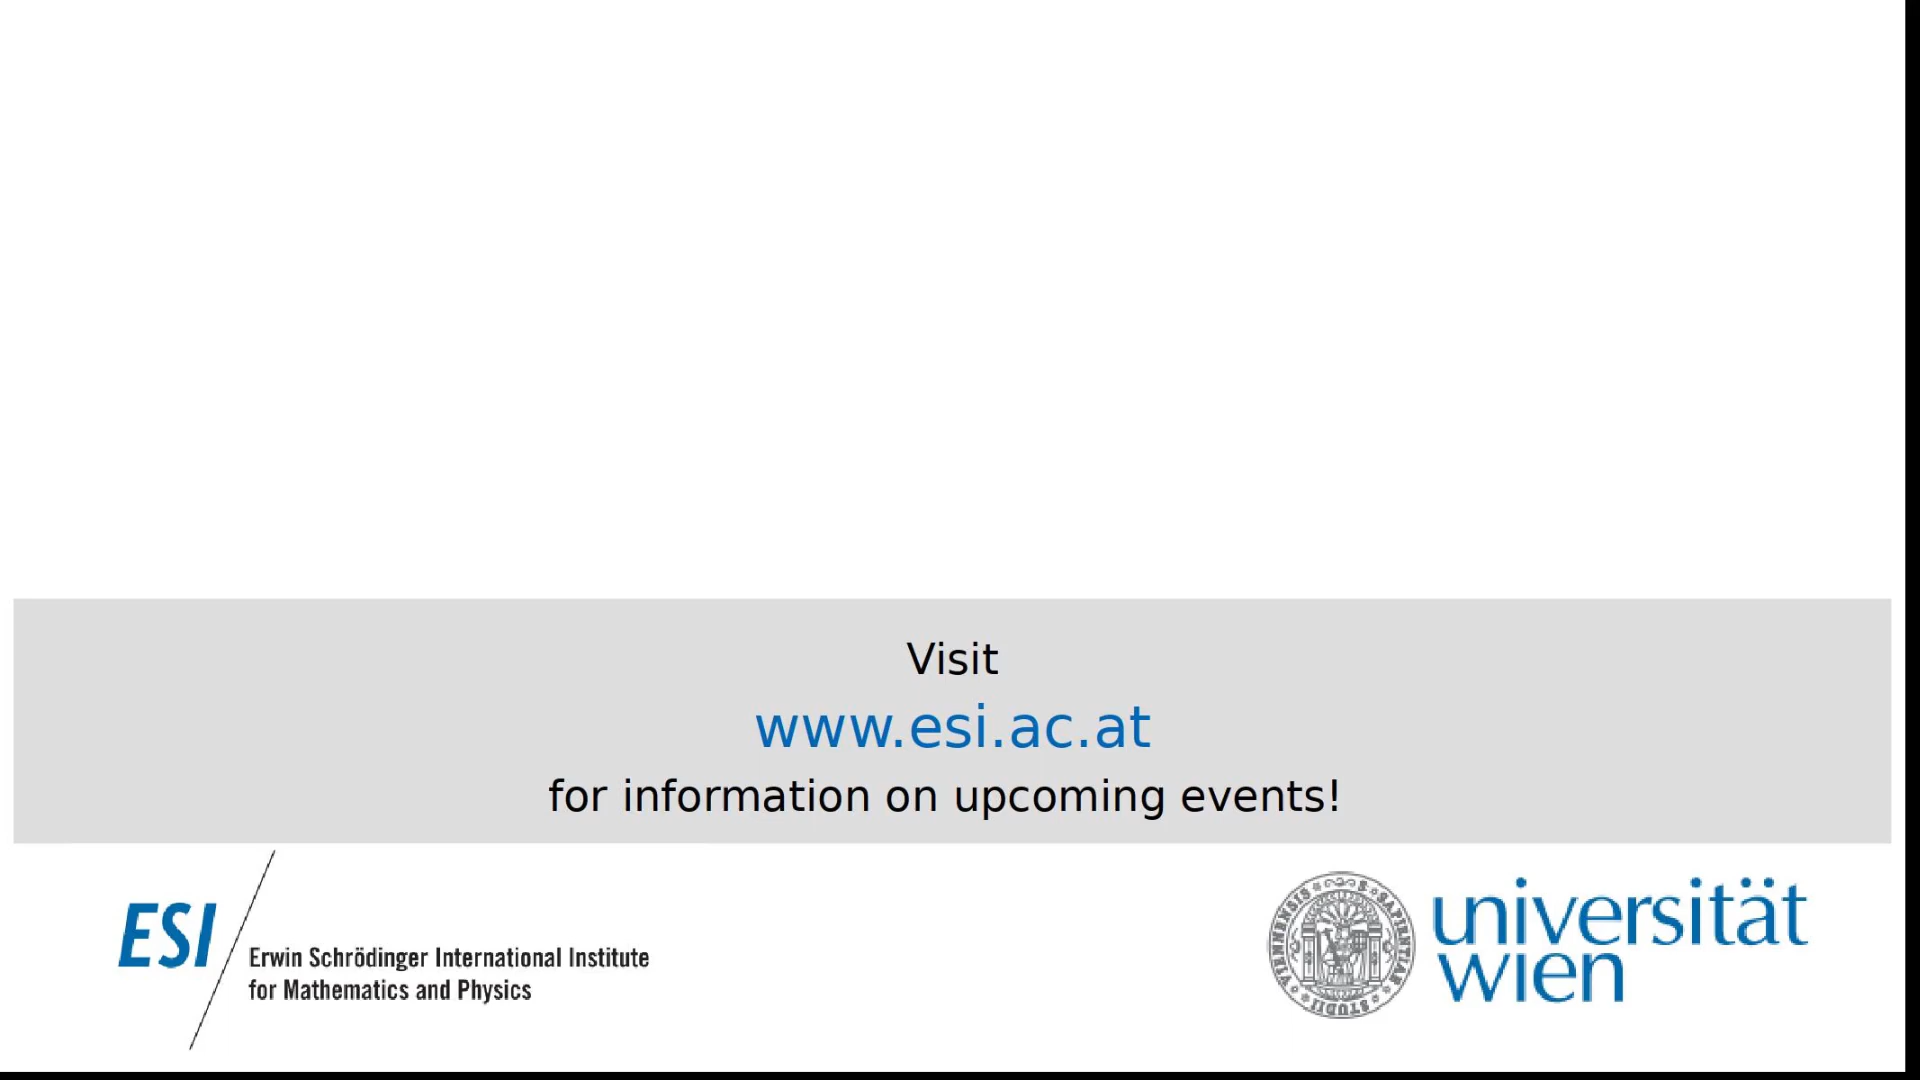 Visit
www.esi.ac.at
for information on upcoming events!
ESI
Erwin Schrödinger International Institute
for Mathematics and Physics
universität
wien